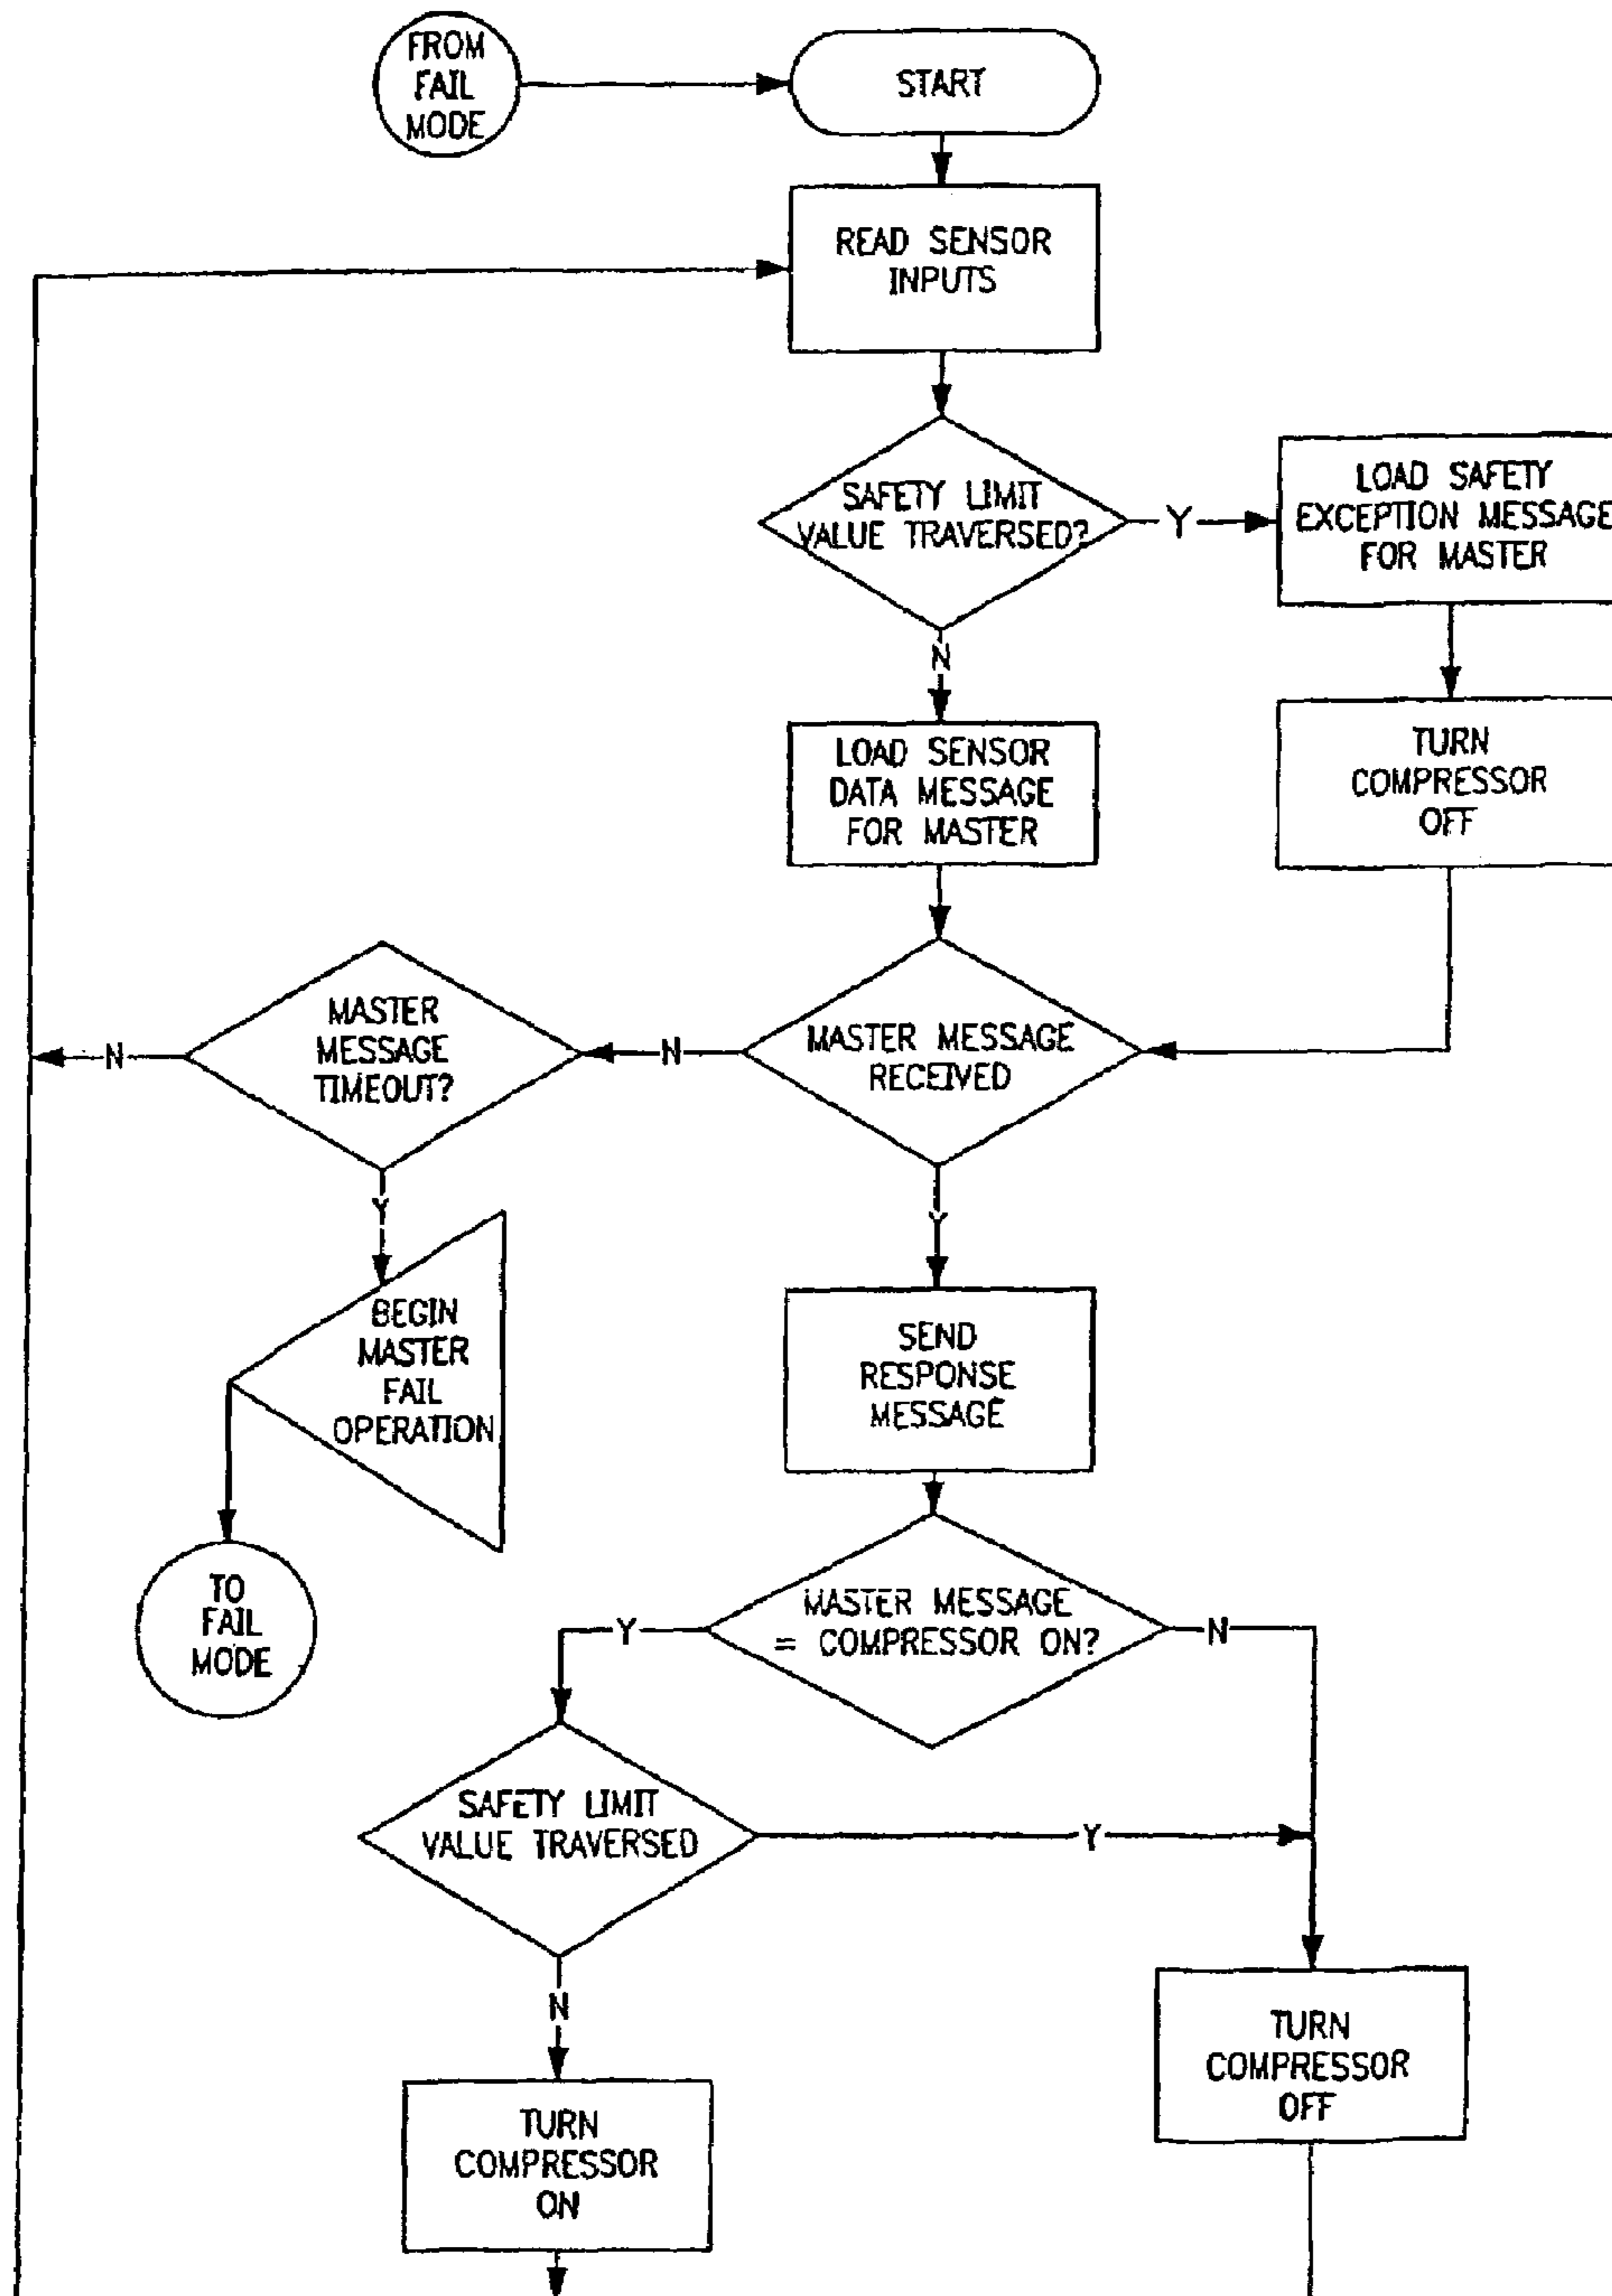 FROM
FAIL
MODE
START
READ SENSOR
INPUTS
SAFETY LIMIT
VALUE TRAVERSED?
Y
LOAD SAFETY
EXCEPTION MESSAGE
FOR MASTER
N
LOAD SENSOR
DATA MESSAGE
FOR MASTER
TURN
COMPRESSOR
OFF
MASTER MESSAGE
RECEIVED
N
MASTER
MESSAGE
TIMEOUT?
N
Y
BEGIN
MASTER
FAIL
OPERATION
TO
FAIL
MODE
Y
SEND
RESPONSE
MESSAGE
MASTER MESSAGE
= COMPRESSOR ON?
Y
N
SAFETY LIMIT
VALUE TRAVERSED
Y
N
TURN
COMPRESSOR
ON
TURN
COMPRESSOR
OFF